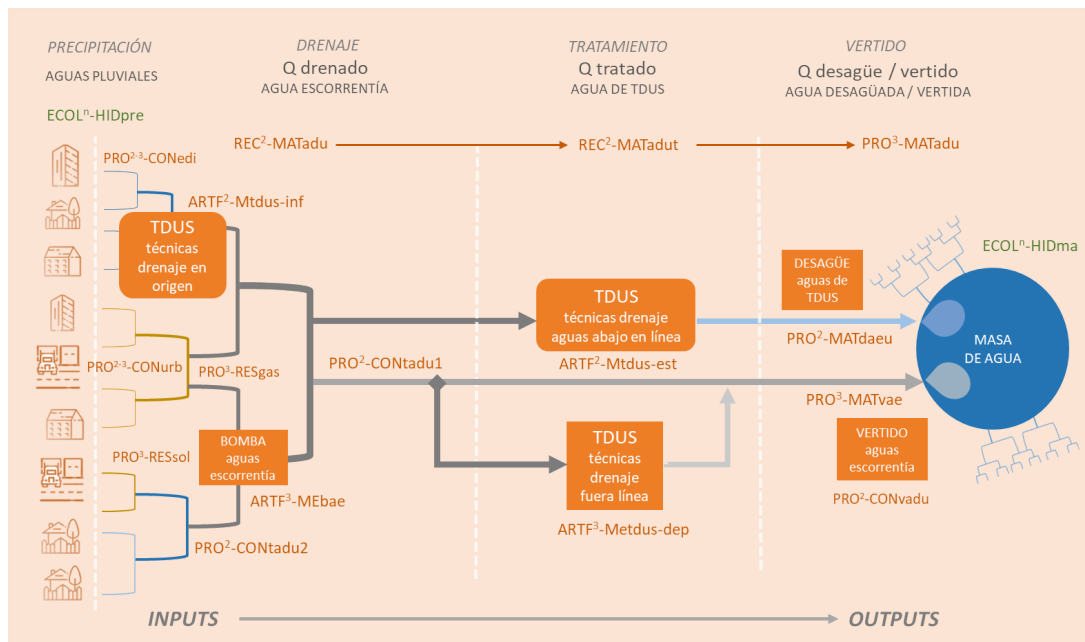 PRECIPITACIÓN
AGUAS PLUVIALES
DRENAJE
Q drenado
AGUA ESCORRENTÍA
TRATAMIENTO
Q tratado
AGUA DE TDUS
VERTIDO
Q desagüe / vertido
AGUA DESAGÜADA / VERTIDA
ECOLⁿ-HIDpre
REC²-MATadu
REC²-MATadut
PRO³-MATadu
PRO²⁻³-CONedi
ARTF²-Mtdus-inf
TDUS
técnicas
drenaje en
origen
PRO²⁻³-CONurb
PRO³-RESgas
PRO³-RESsol
BOMBA
aguas
escorrentía
ARTF³-MEbae
PRO²-CONtadu2
PRO²-CONtadu1
TDUS
técnicas drenaje
aguas abajo en línea
ARTF²-Mtdus-est
TDUS
técnicas
drenaje
fuera línea
ARTF³-Metdus-dep
DESAGÜE
aguas de
TDUS
PRO²-MATdaeu
PRO³-MATvae
VERTIDO
aguas
escorrentía
PRO²-CONvadu
ECOLⁿ-HIDma
MASA
DE AGUA
INPUTS
OUTPUTS